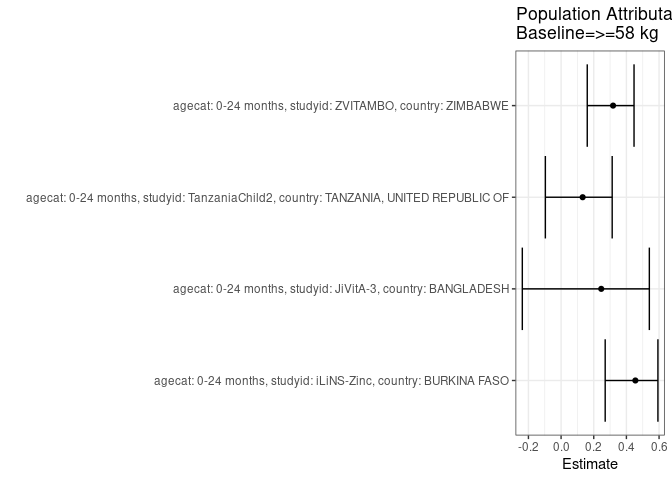 Population Attributa
Baseline=>=58 kg
agecat: 0-24 months, studyid: ZVITAMBO, country: ZIMBABWE
agecat: 0-24 months, studyid: TanzaniaChild2, country: TANZANIA, UNITED REPUBLIC OF
agecat: 0-24 months, studyid: JiVitA-3, country: BANGLADESH
agecat: 0-24 months, studyid: iLiNS-Zinc, country: BURKINA FASO
-0.2 0.0 0.2 0.4 0.6
Estimate